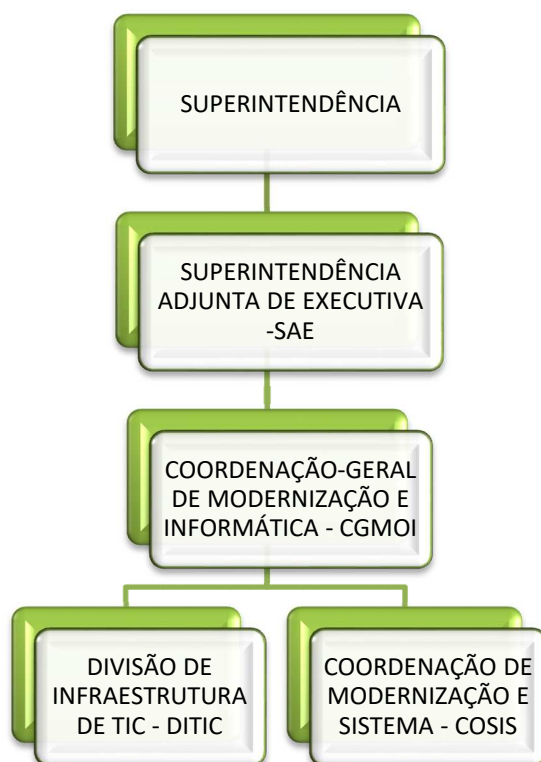 SUPERINTENDÊNCIA
SUPERINTENDÊNCIA
ADJUNTA DE EXECUTIVA
-SAE
COORDENAÇÃO-GERAL
DE MODERNIZAÇÃO E
INFORMÁTICA - CGMOI
DIVISÃO DE
INFRAESTRUTURA
DE TIC - DITIC
COORDENAÇÃO DE
MODERNIZAÇÃO E
SISTEMA - COSIS